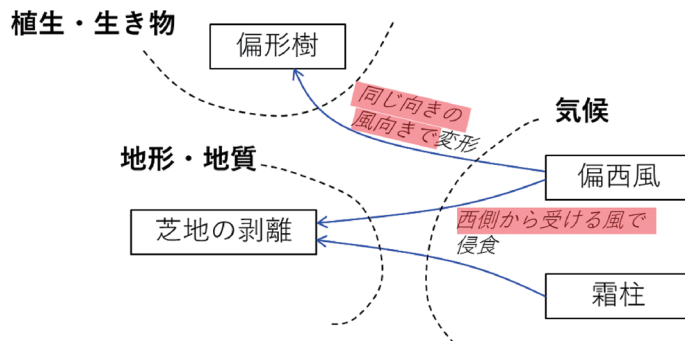 植生・生き物
偏形樹
同じ向きの
風向きで変形
気候
地形・地質
偏西風
芝地の剥離
西側から受ける風で
侵食
霜柱